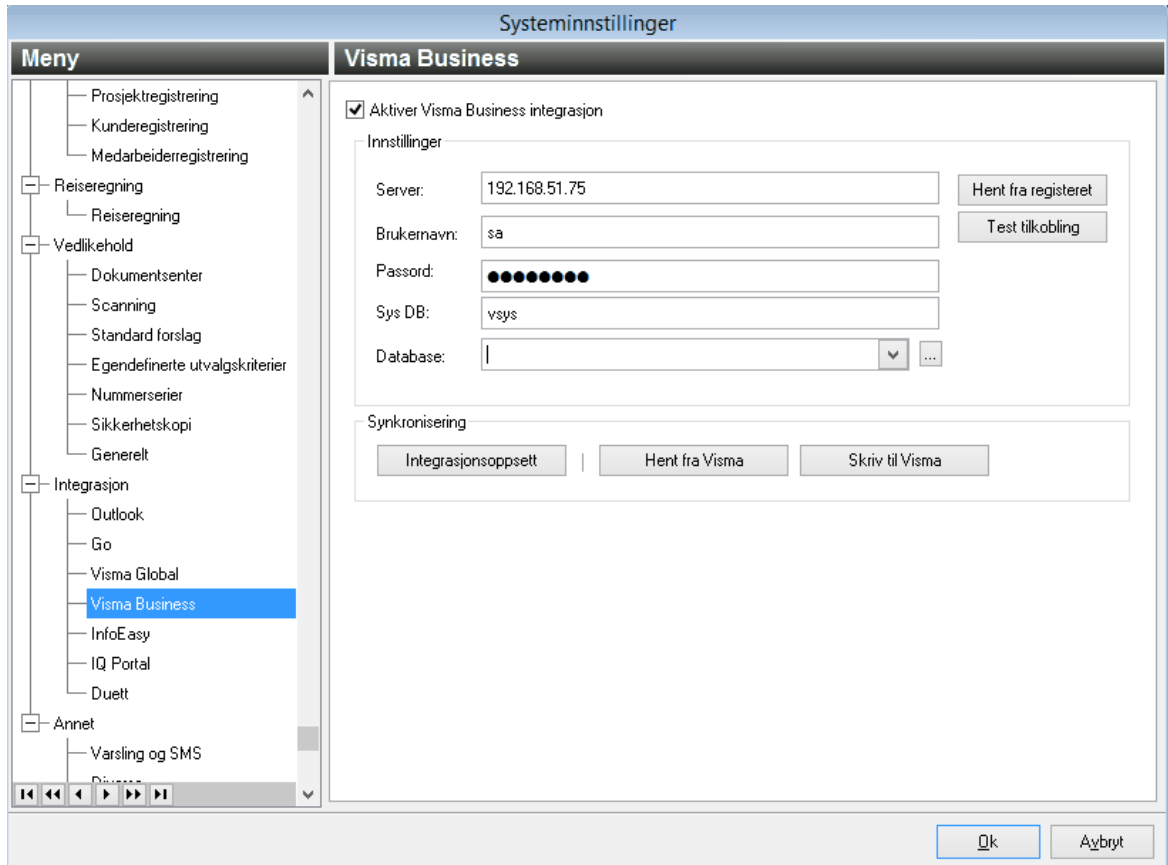 Systeminnstillinger
Meny
Prosjektregistrering
Kunderegistrering
Medarbeiderregistrering
Reiseregning
Reiseregning
Vedlikehold
Dokumentsenter
Scanning
Standard forslag
Egendefinerte utvalgskriterier
Nummerserier
Sikkerhetskopi
Generelt
Integrasjon
Outlook
Go
Visma Global
Visma Business
InfoEasy
IQ Portal
Duett
Annet
Varsling og SMS
Visma Business
Aktiver Visma Business integrasjon
Innstillinger
Server: 192.168.51.75 Hent fra registeret
Brukernavn: sa Test tilkobling
Passord: ●●●●●●●●
Sys DB: vsys
Database: ...
Synkronisering
Integrasjonsoppsett | Hent fra Visma Skriv til Visma
Ok Avbryt